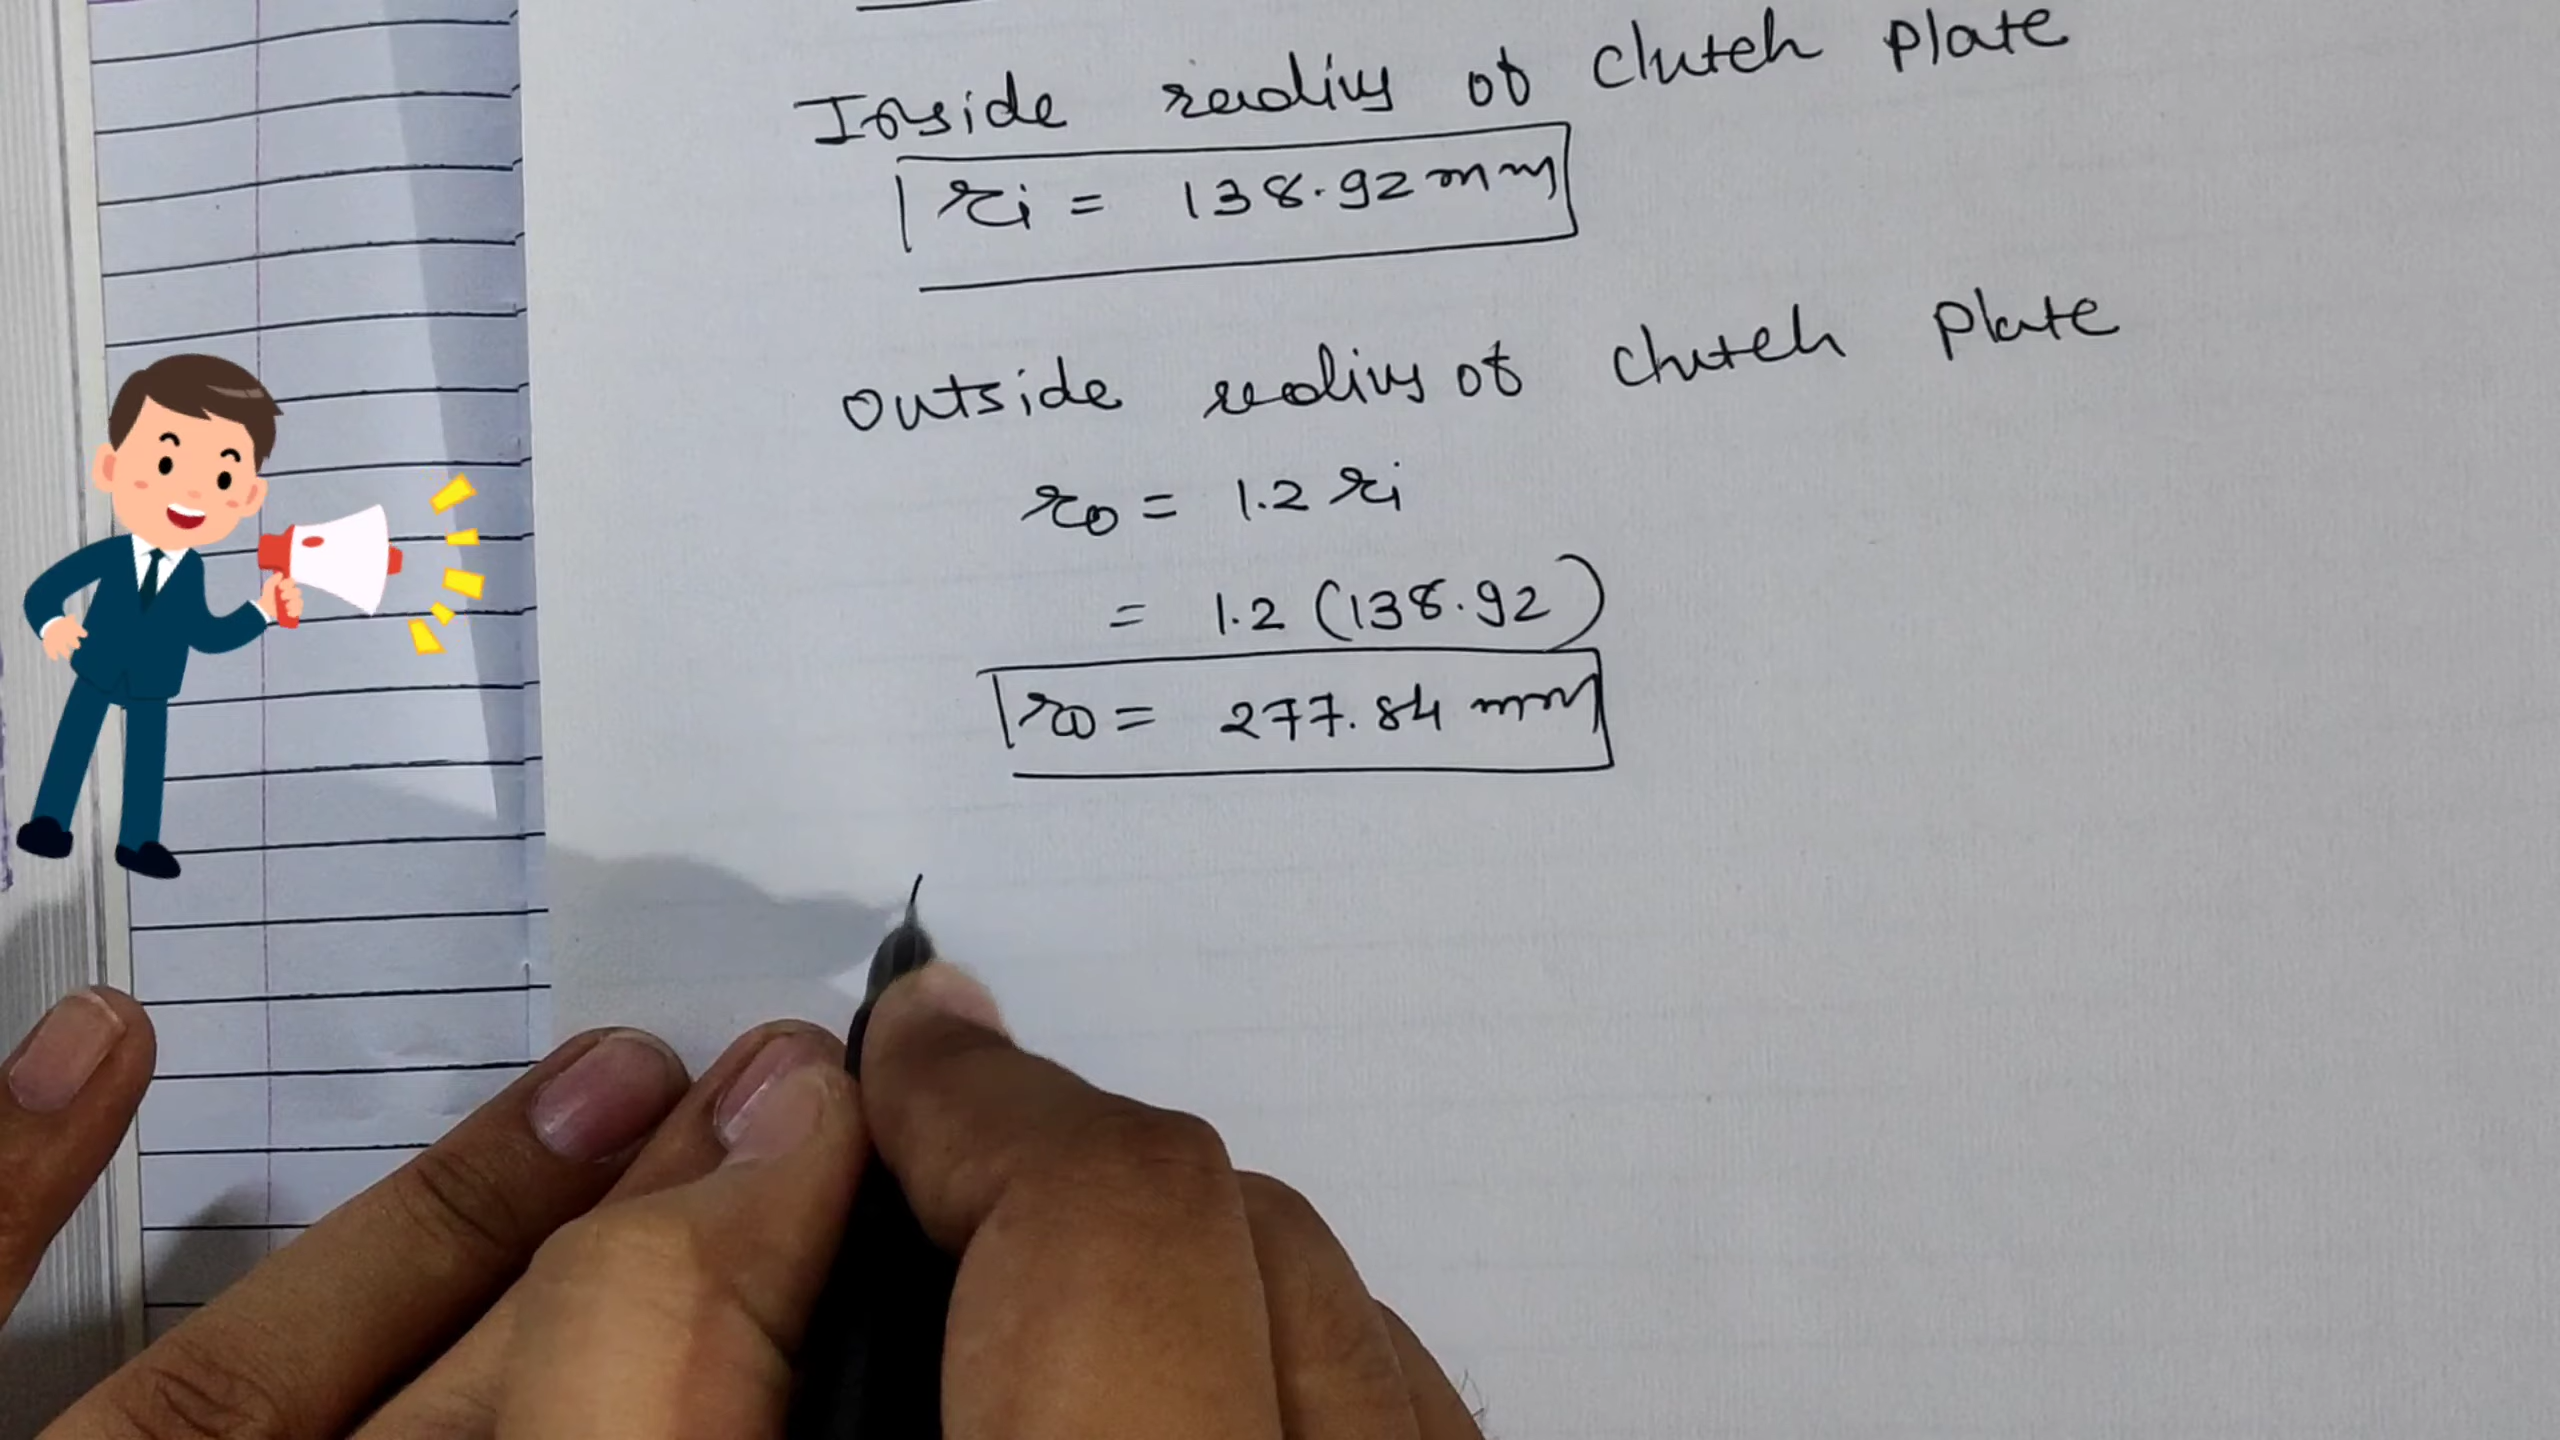 Inside radius of clutch plate
ri = 138.92 mm
Outside radius of clutch plate
ro = 1.2 ri
= 1.2 (138.92)
ro = 277.84 mm